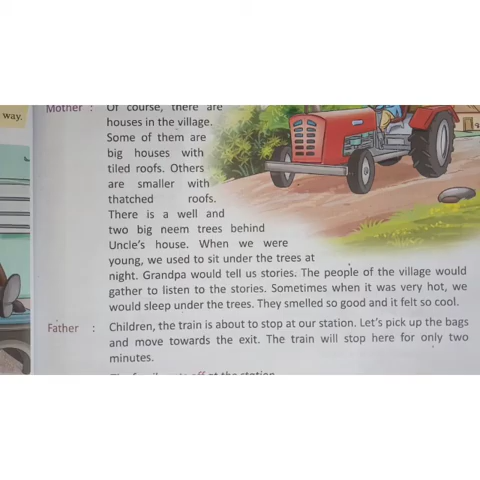 way.
Mother : Of course, there are
houses in the village.
Some of them are
big houses with
tiled roofs. Others
are smaller with
thatched roofs.
There is a well and
two big neem trees behind
Uncle's house. When we were
young, we used to sit under the trees at
night. Grandpa would tell us stories. The people of the village would
gather to listen to the stories. Sometimes when it was very hot, we
would sleep under the trees. They smelled so good and it felt so cool.
Father : Children, the train is about to stop at our station. Let's pick up the bags
and move towards the exit. The train will stop here for only two
minutes.